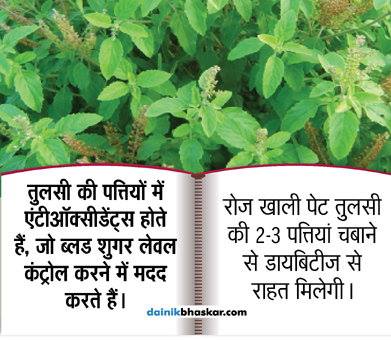 तुलसी की पत्तियों में
एंटीऑक्सीडेंट्स होते
हैं, जो ब्लड शुगर लेवल
कंट्रोल करने में मदद
करते हैं।
रोज खाली पेट तुलसी
की 2-3 पत्तियां चबाने
से डायबिटीज से
राहत मिलेगी।
dainikbhaskar.com